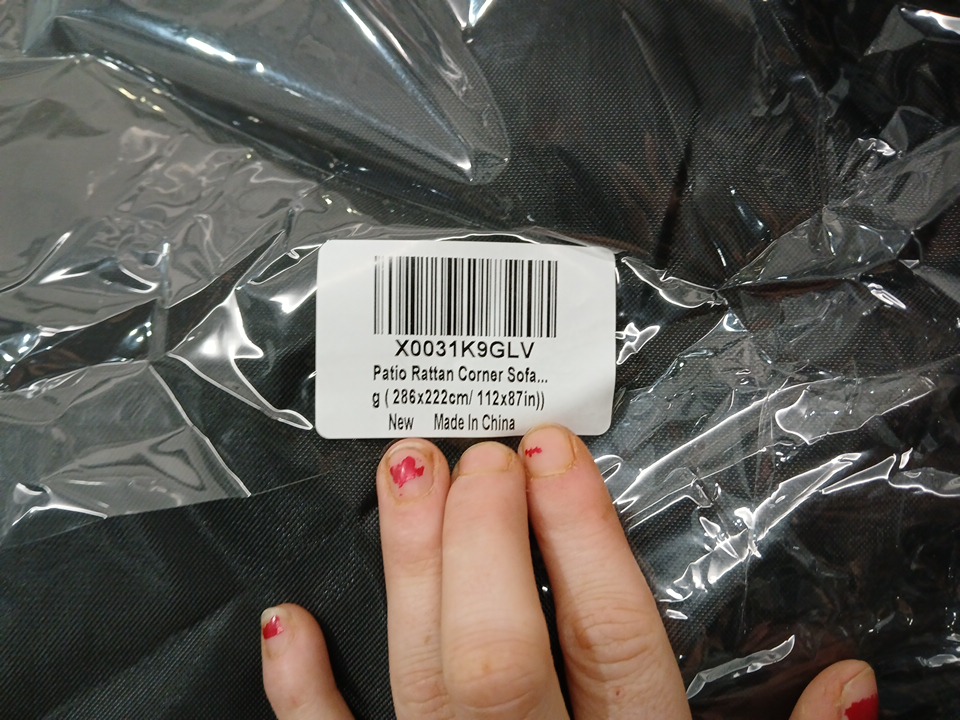 X0031K9GLV
Patio Rattan Corner Sofa...
g ( 286x222cm/ 112x87in))
New Made In China